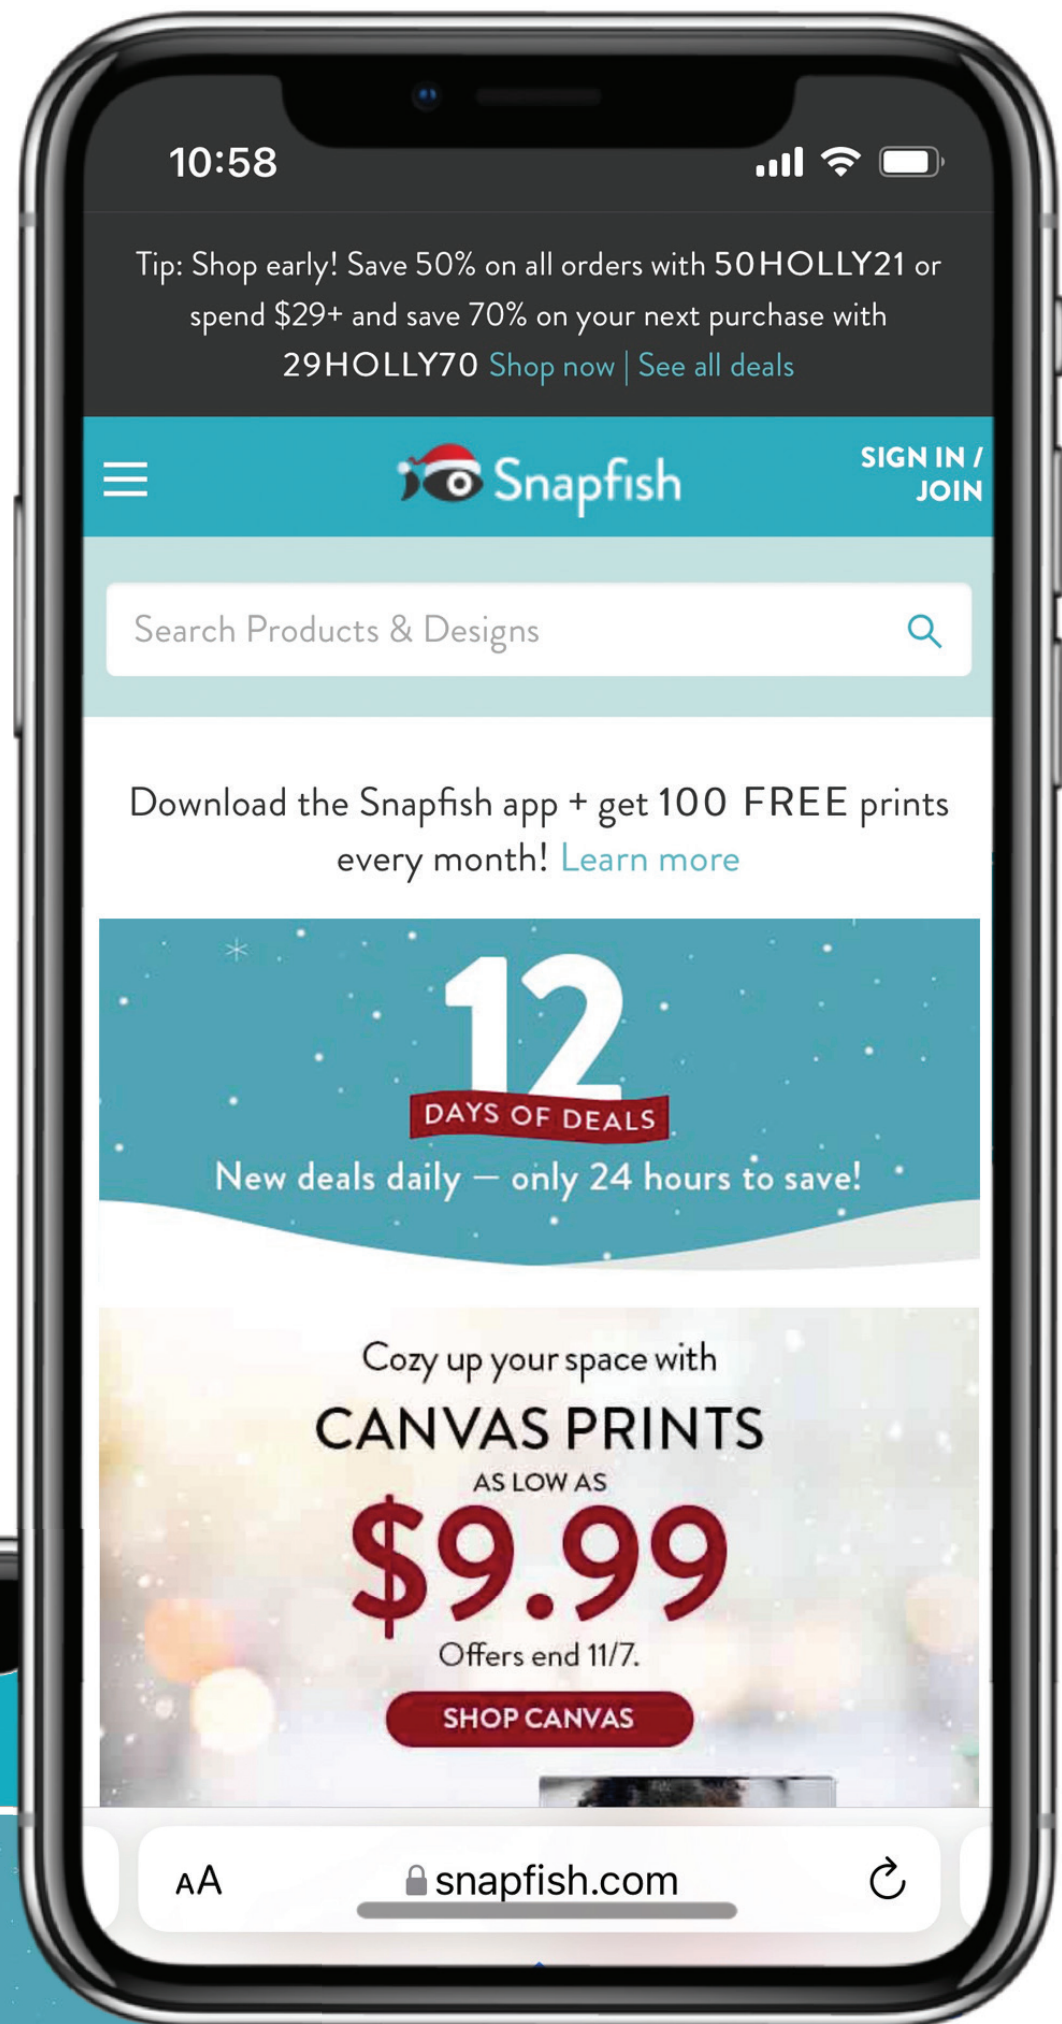 10:58
Tip: Shop early! Save 50% on all orders with 50HOLLY21 or
spend $29+ and save 70% on your next purchase with
29HOLLY70 Shop now | See all deals
Snapfish
SIGN IN /
JOIN
Search Products & Designs
Download the Snapfish app + get 100 FREE prints
every month! Learn more
12
DAYS OF DEALS
New deals daily — only 24 hours to save!
Cozy up your space with
CANVAS PRINTS
AS LOW AS
$9.99
Offers end 11/7.
SHOP CANVAS
AA
snapfish.com